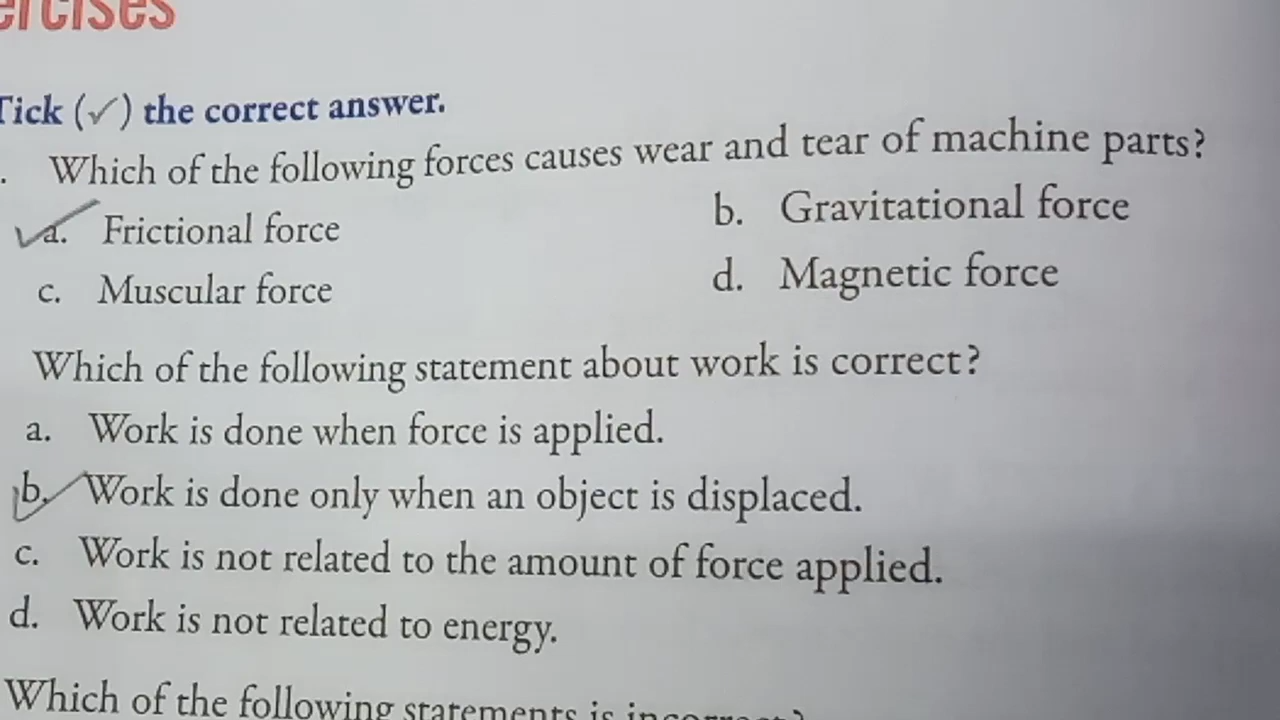 Tick (✓) the correct answer.
Which of the following forces causes wear and tear of machine parts?
a. Frictional force b. Gravitational force
c. Muscular force d. Magnetic force
Which of the following statement about work is correct?
a. Work is done when force is applied.
b. Work is done only when an object is displaced.
c. Work is not related to the amount of force applied.
d. Work is not related to energy.
Which of the following statements is incorrect?